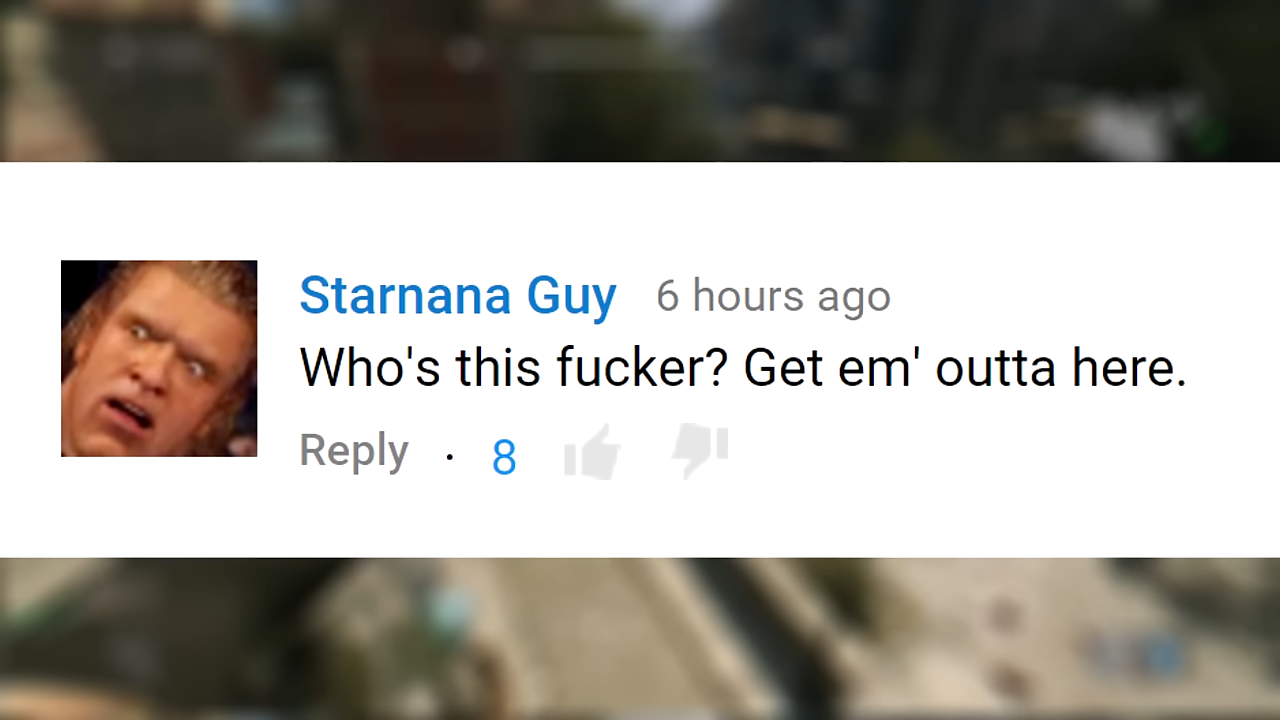 Starnana Guy 6 hours ago
Who's this fucker? Get em' outta here.
Reply · 8